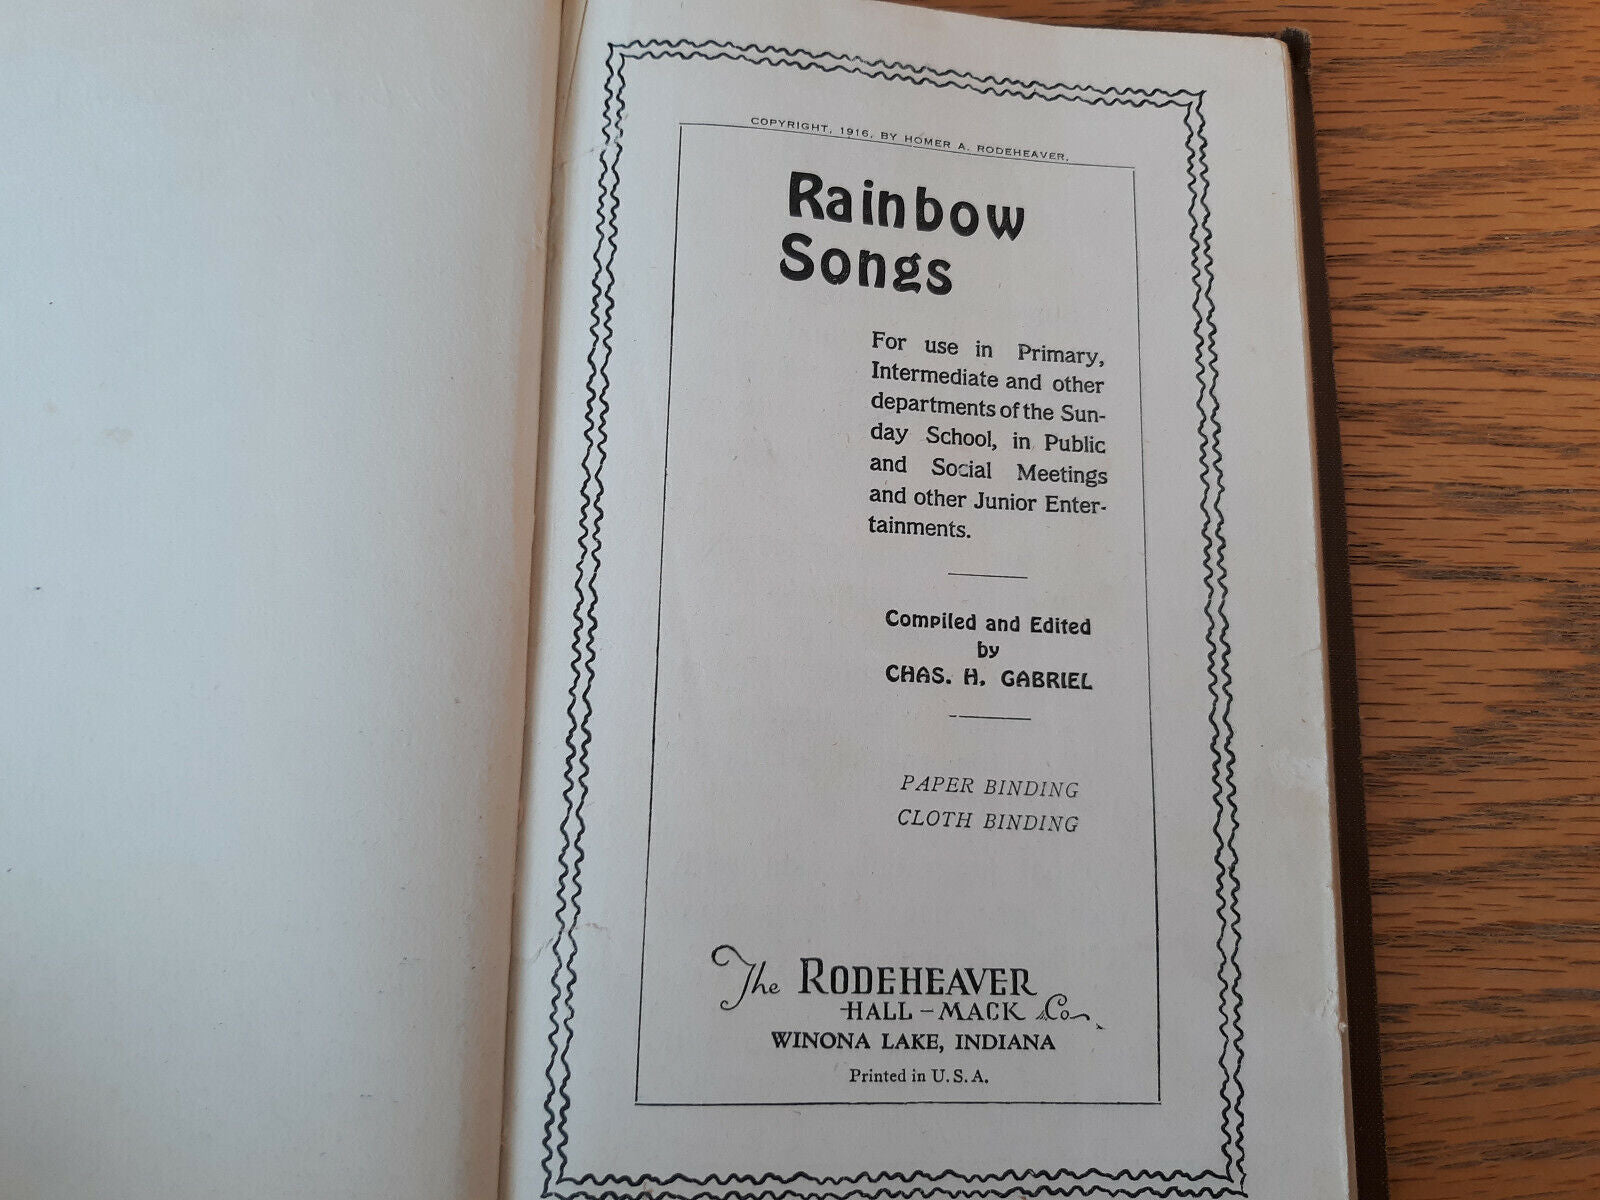 COPYRIGHT, 1916, BY HOMER A. RODEHEAVER.
Rainbow
Songs
For use in Primary,
Intermediate and other
departments of the Sun-
day School, in Public
and Social Meetings
and other Junior Enter-
tainments.
Compiled and Edited
by
CHAS. H. GABRIEL
PAPER BINDING
CLOTH BINDING
The RODEHEAVER
HALL-MACK Co.
WINONA LAKE, INDIANA
Printed in U. S. A.